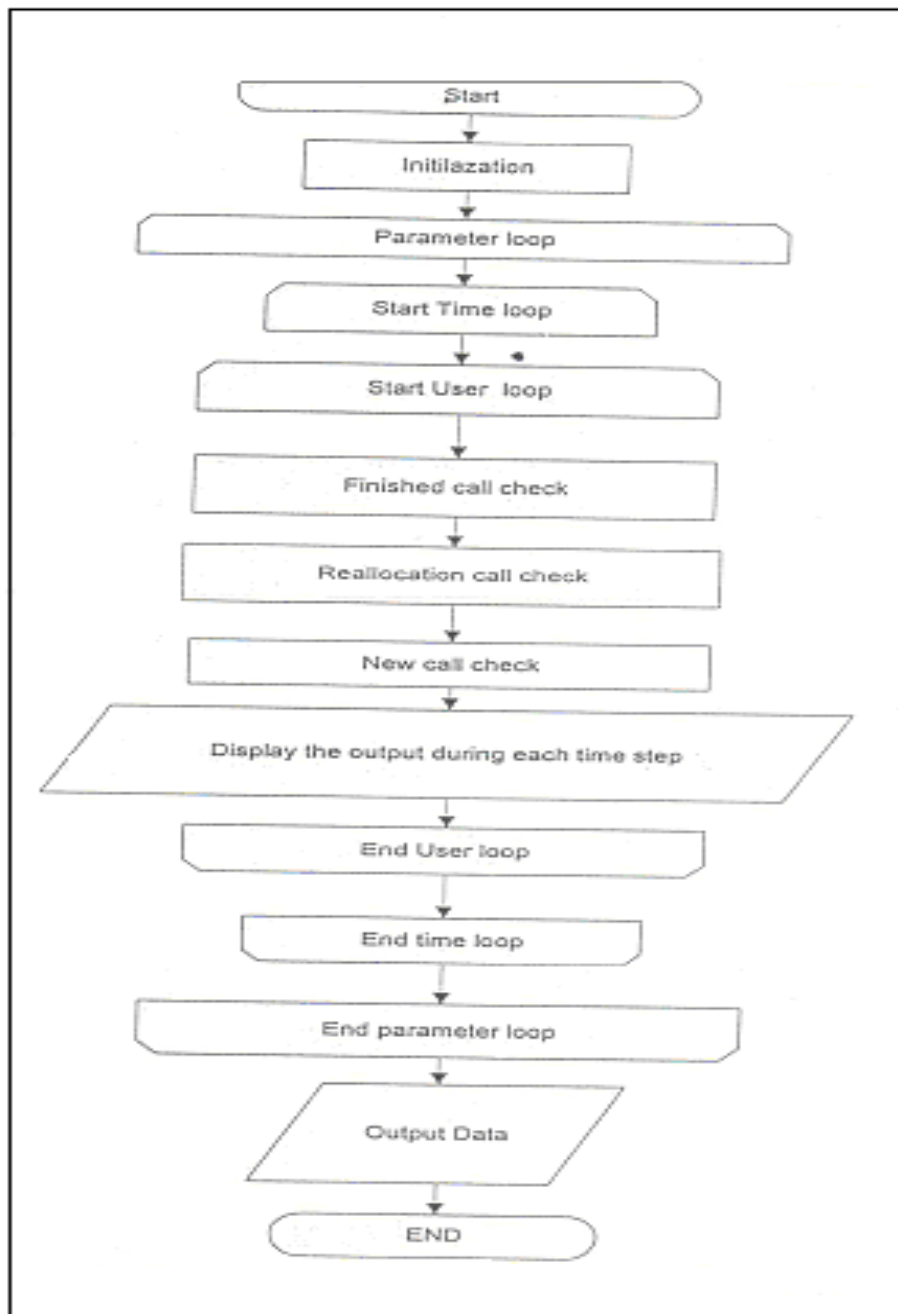 Start
Initilazation
Parameter loop
Start Time loop
Start User loop
Finished call check
Reallocation call check
New call check
Display the output during each time step
End User loop
End time loop
End parameter loop
Output Data
END